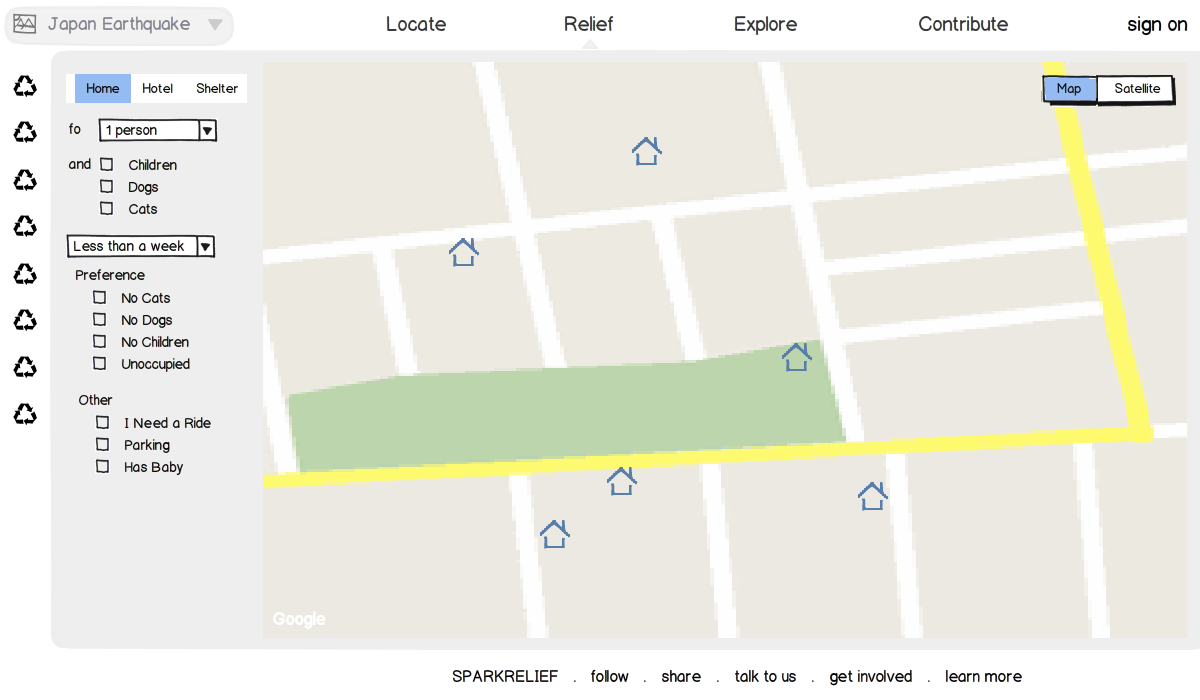 Japan Earthquake
Locate Relief Explore Contribute sign on
Home Hotel Shelter
fo 1 person
and Children
Dogs
Cats
Less than a week
Preference
No Cats
No Dogs
No Children
Unoccupied
Other
I Need a Ride
Parking
Has Baby
Map Satellite
Google
SPARKRELIEF . follow . share . talk to us . get involved . learn more